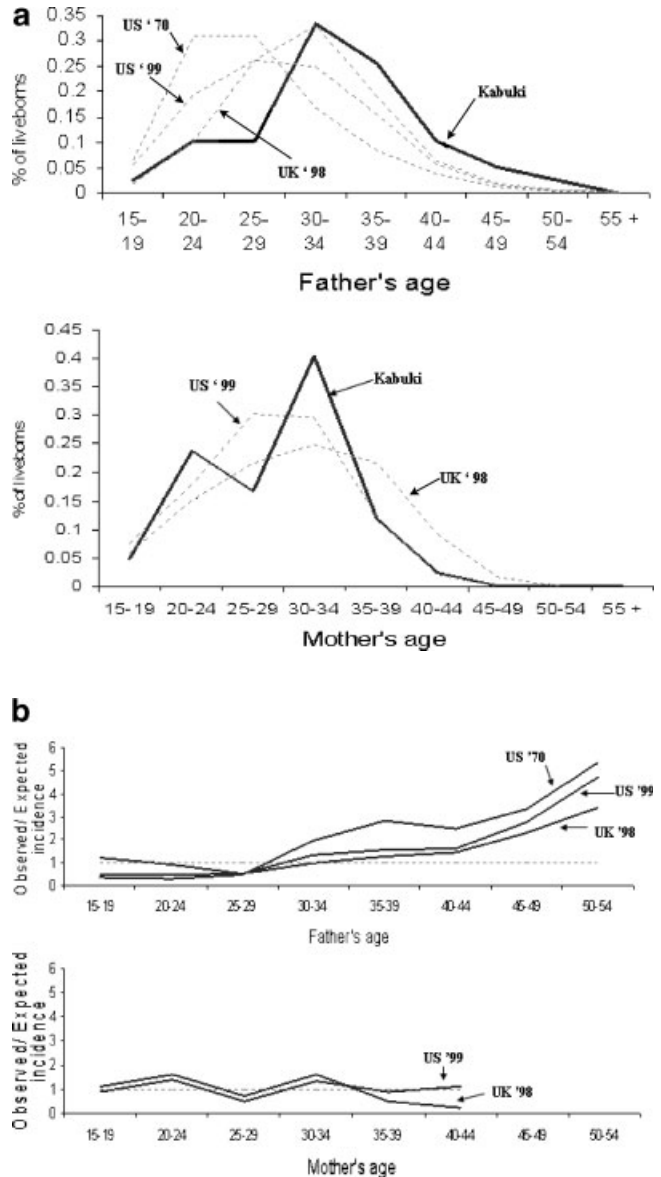 a
US ‘ 70
US ‘ 99
UK ‘ 98
Kabuki
% of liveborns
0.35
0.3
0.25
0.2
0.15
0.1
0.05
0
15- 20- 25- 30- 35- 40- 45- 50- 55 +
19 24 29 34 39 44 49 54
Father's age
% of liveborns
0.45
0.4
0.35
0.3
0.25
0.2
0.15
0.1
0.05
0
US ‘ 99
Kabuki
UK ‘ 98
15- 19 20-24 25-29 30-34 35-39 40-44 45-49 50-54 55 +
Mother's age
b
Observed/ Expected
incidence
6
5
4
3
2
1
0
US '70
US '99
UK '98
15-19 20-24 25-29 30-34 35-39 40-44 45-49 50-54
Father's age
Observed/ Expected
incidence
6
5
4
3
2
1
0
US '99
UK '98
15-19 20-24 25-29 30-34 35-39 40-44 45-49 50-54
Mother's age